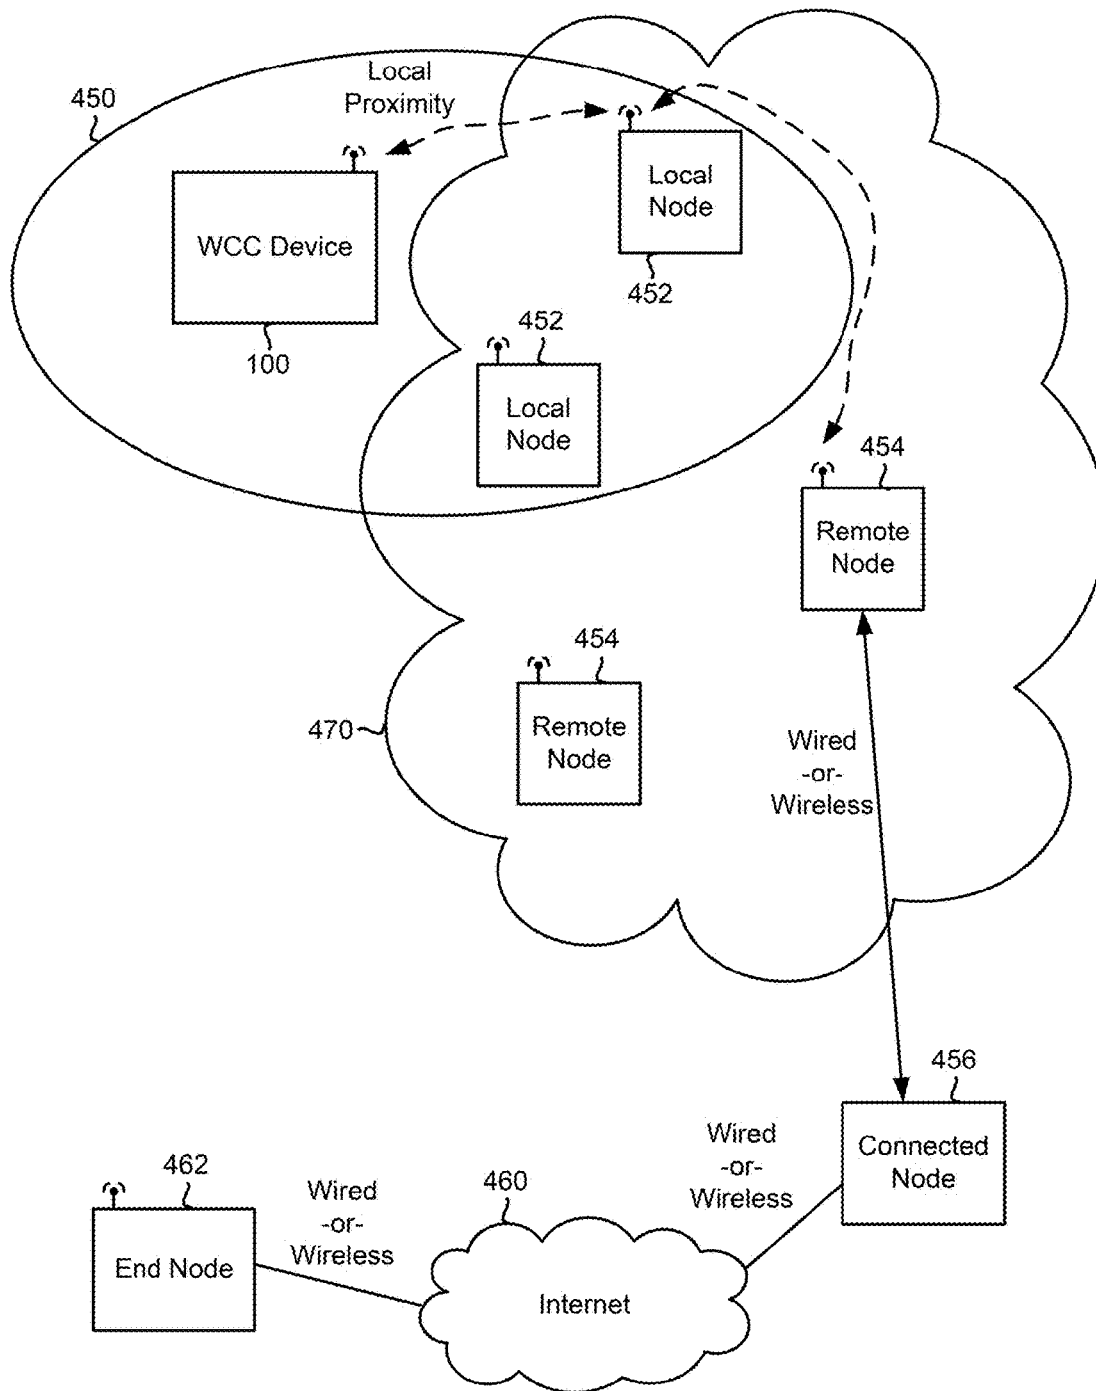 450
Local
Proximity
WCC Device
100
Local
Node
452
452
Local
Node
454
Remote
Node
454
Remote
Node
470
Wired
-or-
Wireless
456
Connected
Node
Wired
-or-
Wireless
460
Internet
Wired
-or-
Wireless
462
End Node